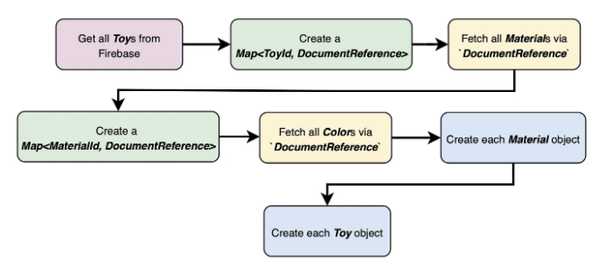 Get all Toys from
Firebase
Create a
Map<ToyId, DocumentReference>
Fetch all Materials via
`DocumentReference`
Create a
Map<MaterialId, DocumentReference>
Fetch all Colors via
`DocumentReference`
Create each Material object
Create each Toy object